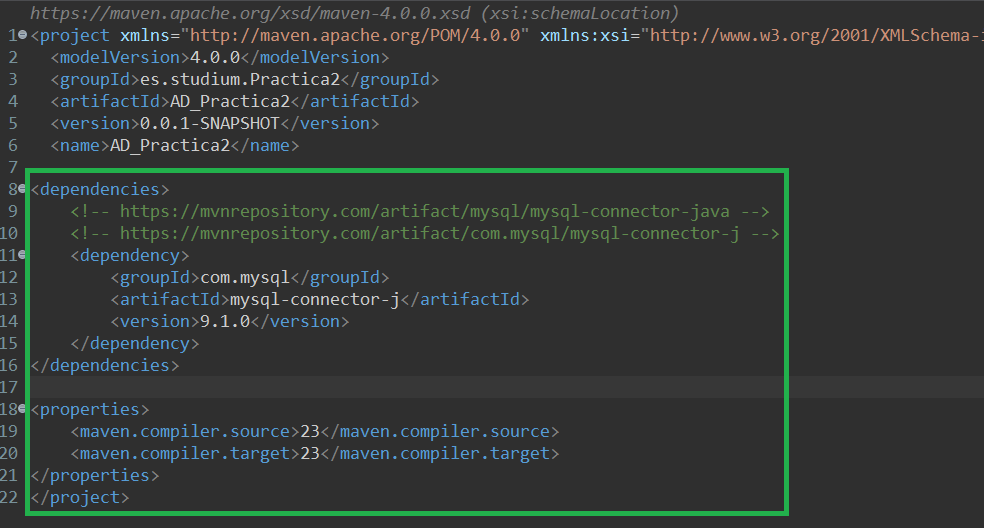 https://maven.apache.org/xsd/maven-4.0.0.xsd (xsi:schemaLocation)
1 <project xmlns="http://maven.apache.org/POM/4.0.0" xmlns:xsi="http://www.w3.org/2001/XMLSchema-
2 <modelVersion>4.0.0</modelVersion>
3 <groupId>es.studium.Practica2</groupId>
4 <artifactId>AD_Practica2</artifactId>
5 <version>0.0.1-SNAPSHOT</version>
6 <name>AD_Practica2</name>
7
8 <dependencies>
9 <!-- https://mvnrepository.com/artifact/mysql/mysql-connector-java -->
10 <!-- https://mvnrepository.com/artifact/com.mysql/mysql-connector-j -->
11 <dependency>
12 <groupId>com.mysql</groupId>
13 <artifactId>mysql-connector-j</artifactId>
14 <version>9.1.0</version>
15 </dependency>
16 </dependencies>
17
18 <properties>
19 <maven.compiler.source>23</maven.compiler.source>
20 <maven.compiler.target>23</maven.compiler.target>
21 </properties>
22 </project>